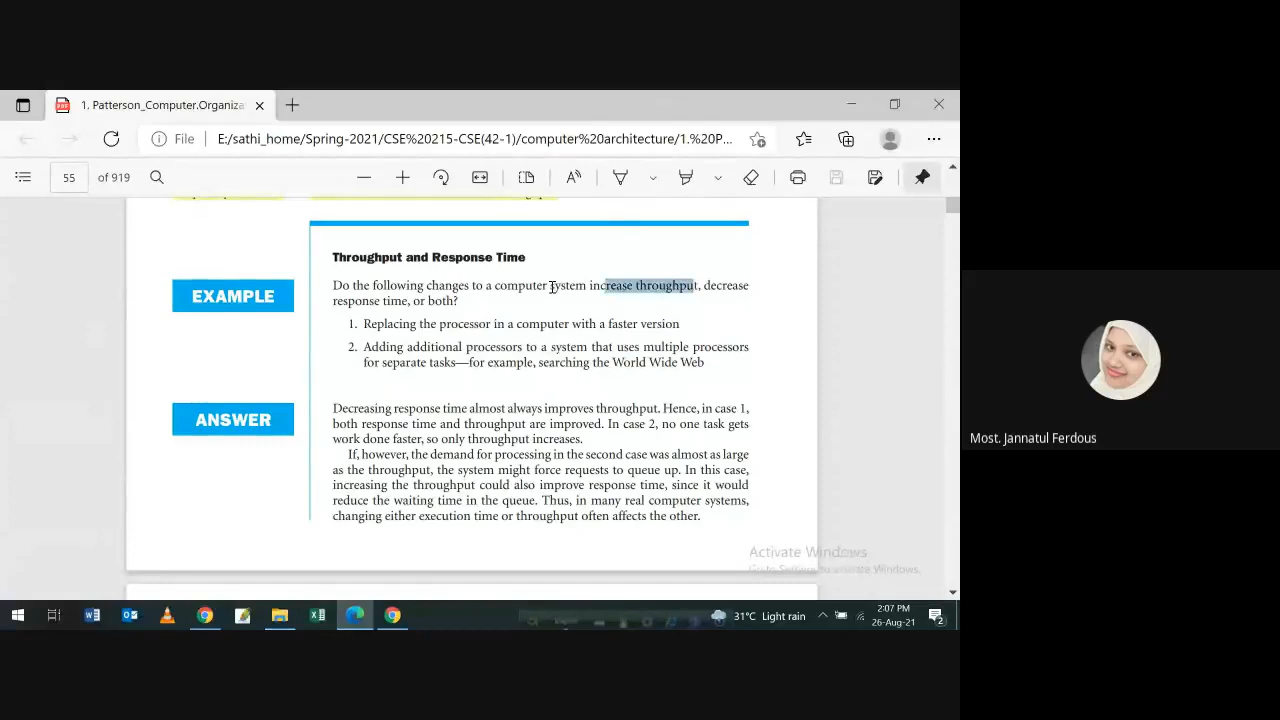 1. Patterson_Computer.Organiza
File
E:/sathi_home/Spring-2021/CSE%20215-CSE(42-1)/computer%20architecture/1.%20P...
55 of 919
Throughput and Response Time
EXAMPLE
Do the following changes to a computer system increase throughput, decrease
response time, or both?
1. Replacing the processor in a computer with a faster version
2. Adding additional processors to a system that uses multiple processors
for separate tasks—for example, searching the World Wide Web
ANSWER
Decreasing response time almost always improves throughput. Hence, in case 1,
both response time and throughput are improved. In case 2, no one task gets
work done faster, so only throughput increases.
If, however, the demand for processing in the second case was almost as large
as the throughput, the system might force requests to queue up. In this case,
increasing the throughput could also improve response time, since it would
reduce the waiting time in the queue. Thus, in many real computer systems,
changing either execution time or throughput often affects the other.
Activate Windows
Go to Settings to activate Windows.
31°C Light rain
2:07 PM
26-Aug-21
2
Most. Jannatul Ferdous